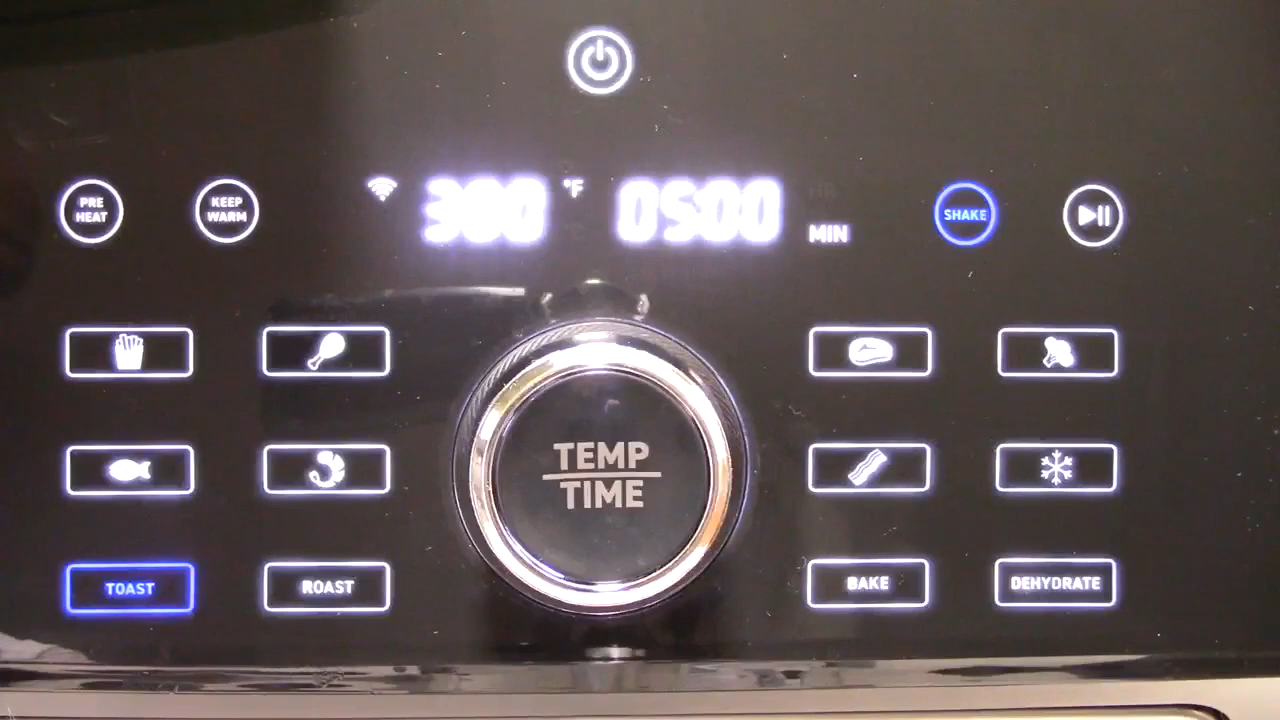 PRE HEAT
KEEP WARM
300 °F
0500
HR
MIN
SHAKE
TEMP
TIME
TOAST
ROAST
BAKE
DEHYDRATE